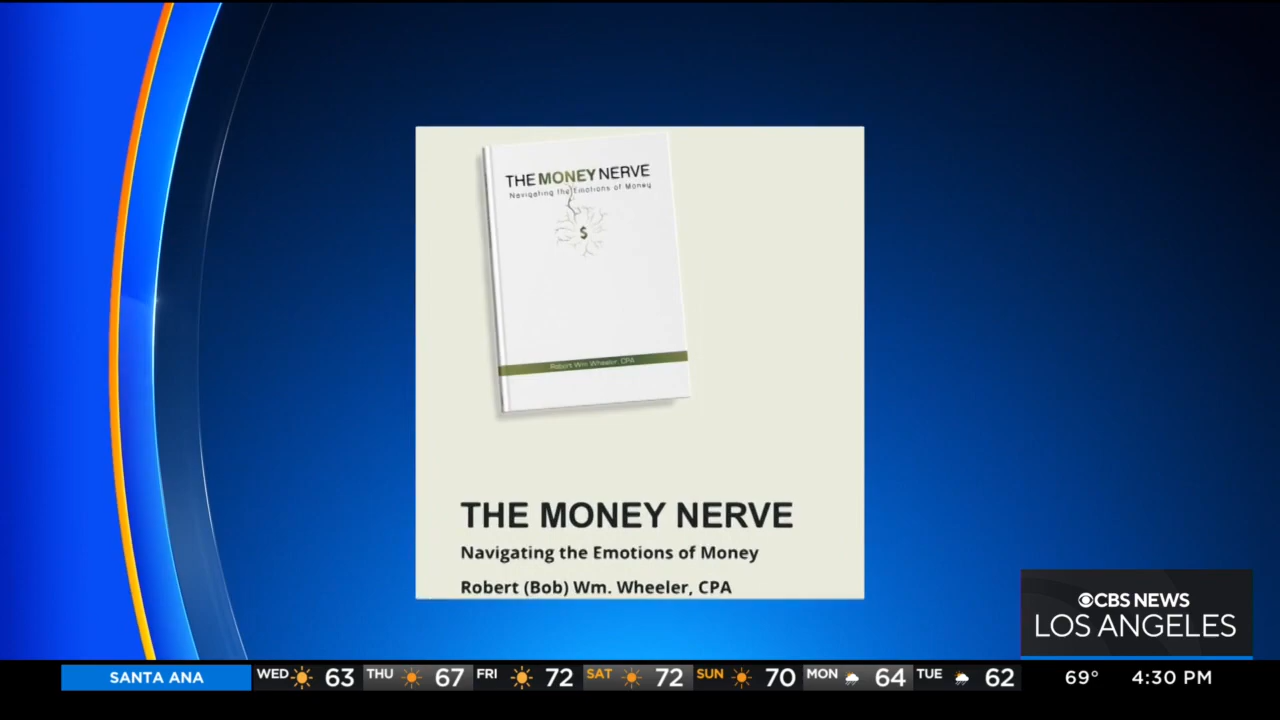 THE MONEY NERVE
Navigating the Emotions of Money
$
Robert Wm Wheeler, CPA
THE MONEY NERVE
Navigating the Emotions of Money
Robert (Bob) Wm. Wheeler, CPA
CBS NEWS
LOS ANGELES
SANTA ANA WED 63 THU 67 FRI 72 SAT 72 SUN 70 MON 64 TUE 62 69° 4:30 PM